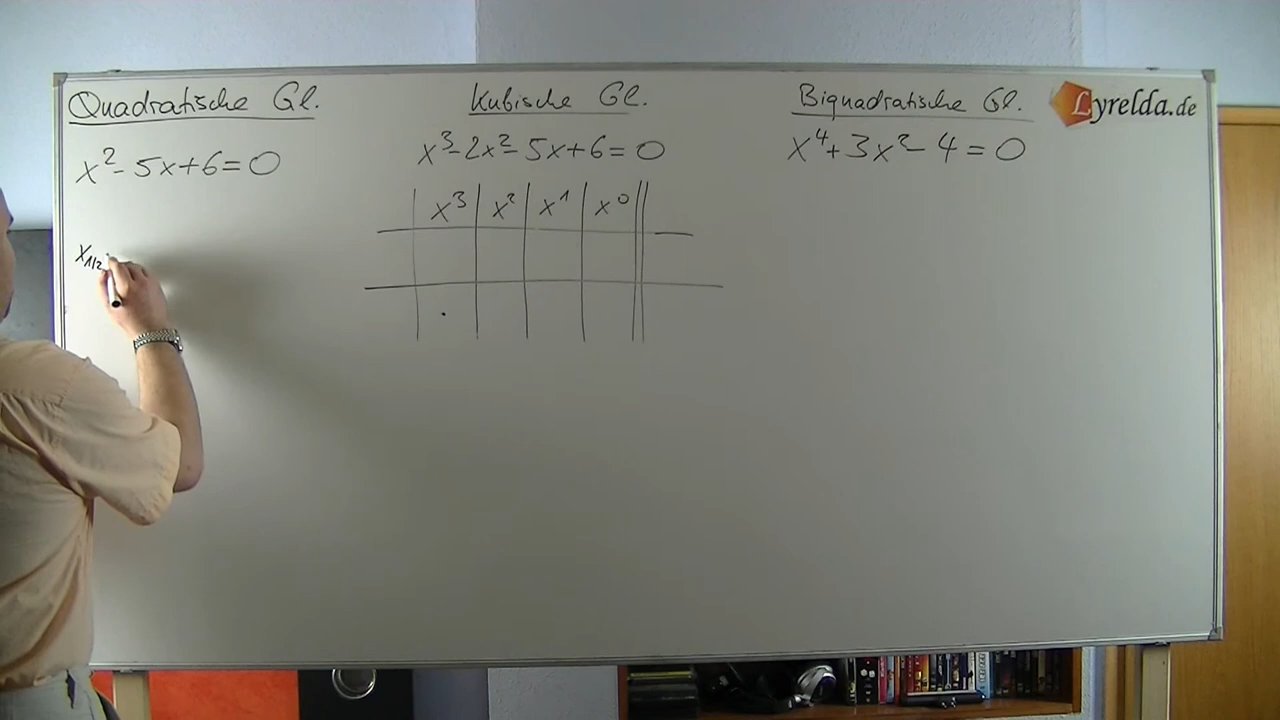 Quadratische Gl.
x² - 5x + 6 = 0
x₁/₂
Kubische Gl.
x³ - 2x² - 5x + 6 = 0
x³ x² x¹ x⁰
Biquadratische Gl.
x⁴ + 3x² - 4 = 0
Lyrelda.de